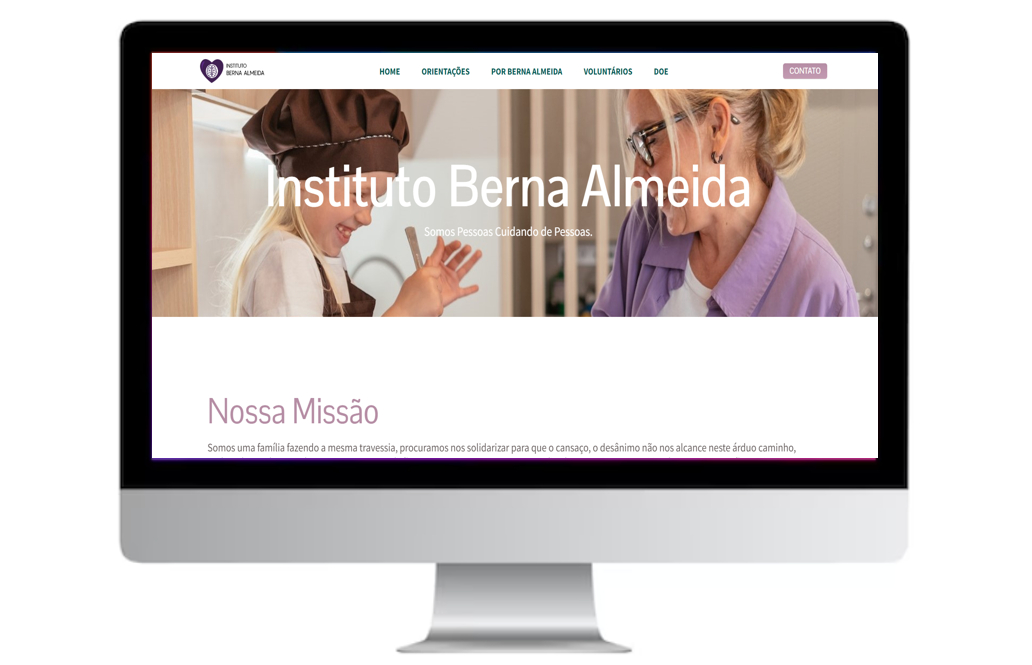 INSTITUTO
BERNA ALMEIDA
HOME
ORIENTAÇÕES
POR BERNA ALMEIDA
VOLUNTÁRIOS
DOE
CONTATO
Instituto Berna Almeida
Somos Pessoas Cuidando de Pessoas.
Nossa Missão
Somos uma família fazendo a mesma travessia, procuramos nos solidarizar para que o cansaço, o desânimo não nos alcance neste árduo caminho,